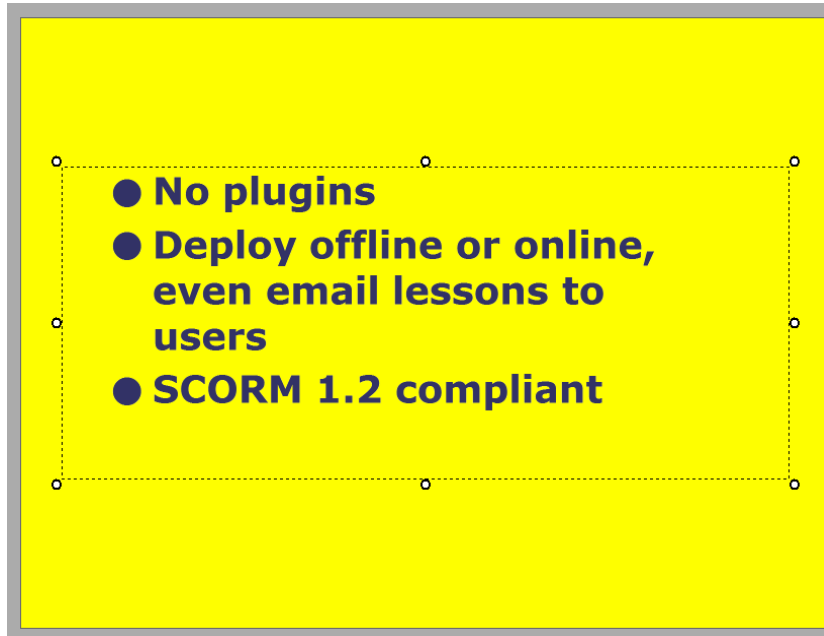 ● No plugins
● Deploy offline or online,
even email lessons to
users
● SCORM 1.2 compliant